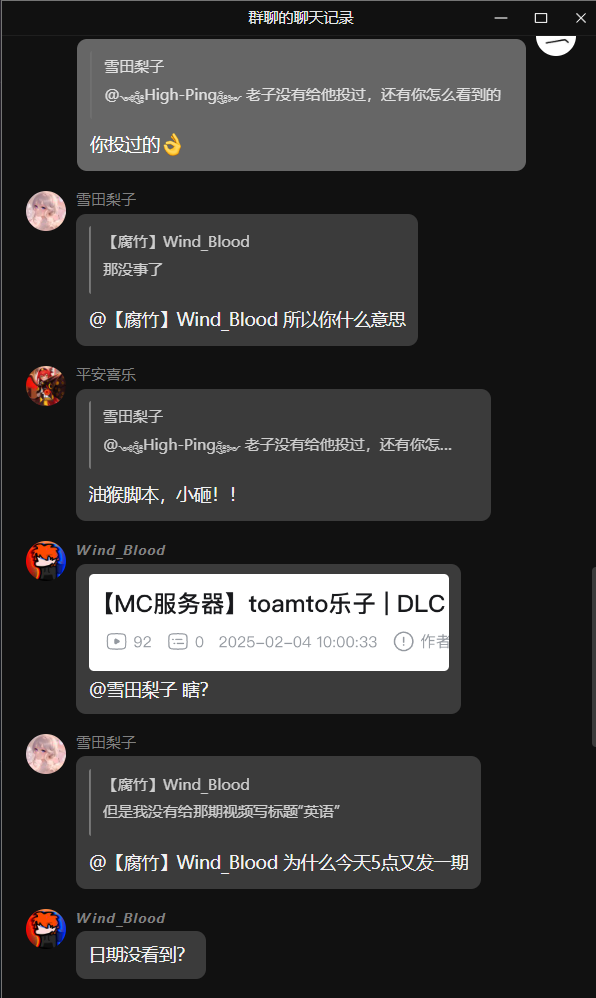 群聊的聊天记录
雪田梨子
@࿐High-Ping࿐ 老子没有给他投过，还有你怎么看到的
你投过的👌
雪田梨子
【腐竹】Wind_Blood
那没事了
@【腐竹】Wind_Blood 所以你什么意思
平安喜乐
雪田梨子
@࿐High-Ping࿐ 老子没有给他投过，还有你怎...
油猴脚本，小砸！！
Wind_Blood
【MC服务器】toamto乐子 | DLC
92 0 2025-02-04 10:00:33 作者
@雪田梨子 瞎?
雪田梨子
【腐竹】Wind_Blood
但是我没有给那期视频写标题“英语”
@【腐竹】Wind_Blood 为什么今天5点又发一期
Wind_Blood
日期没看到?